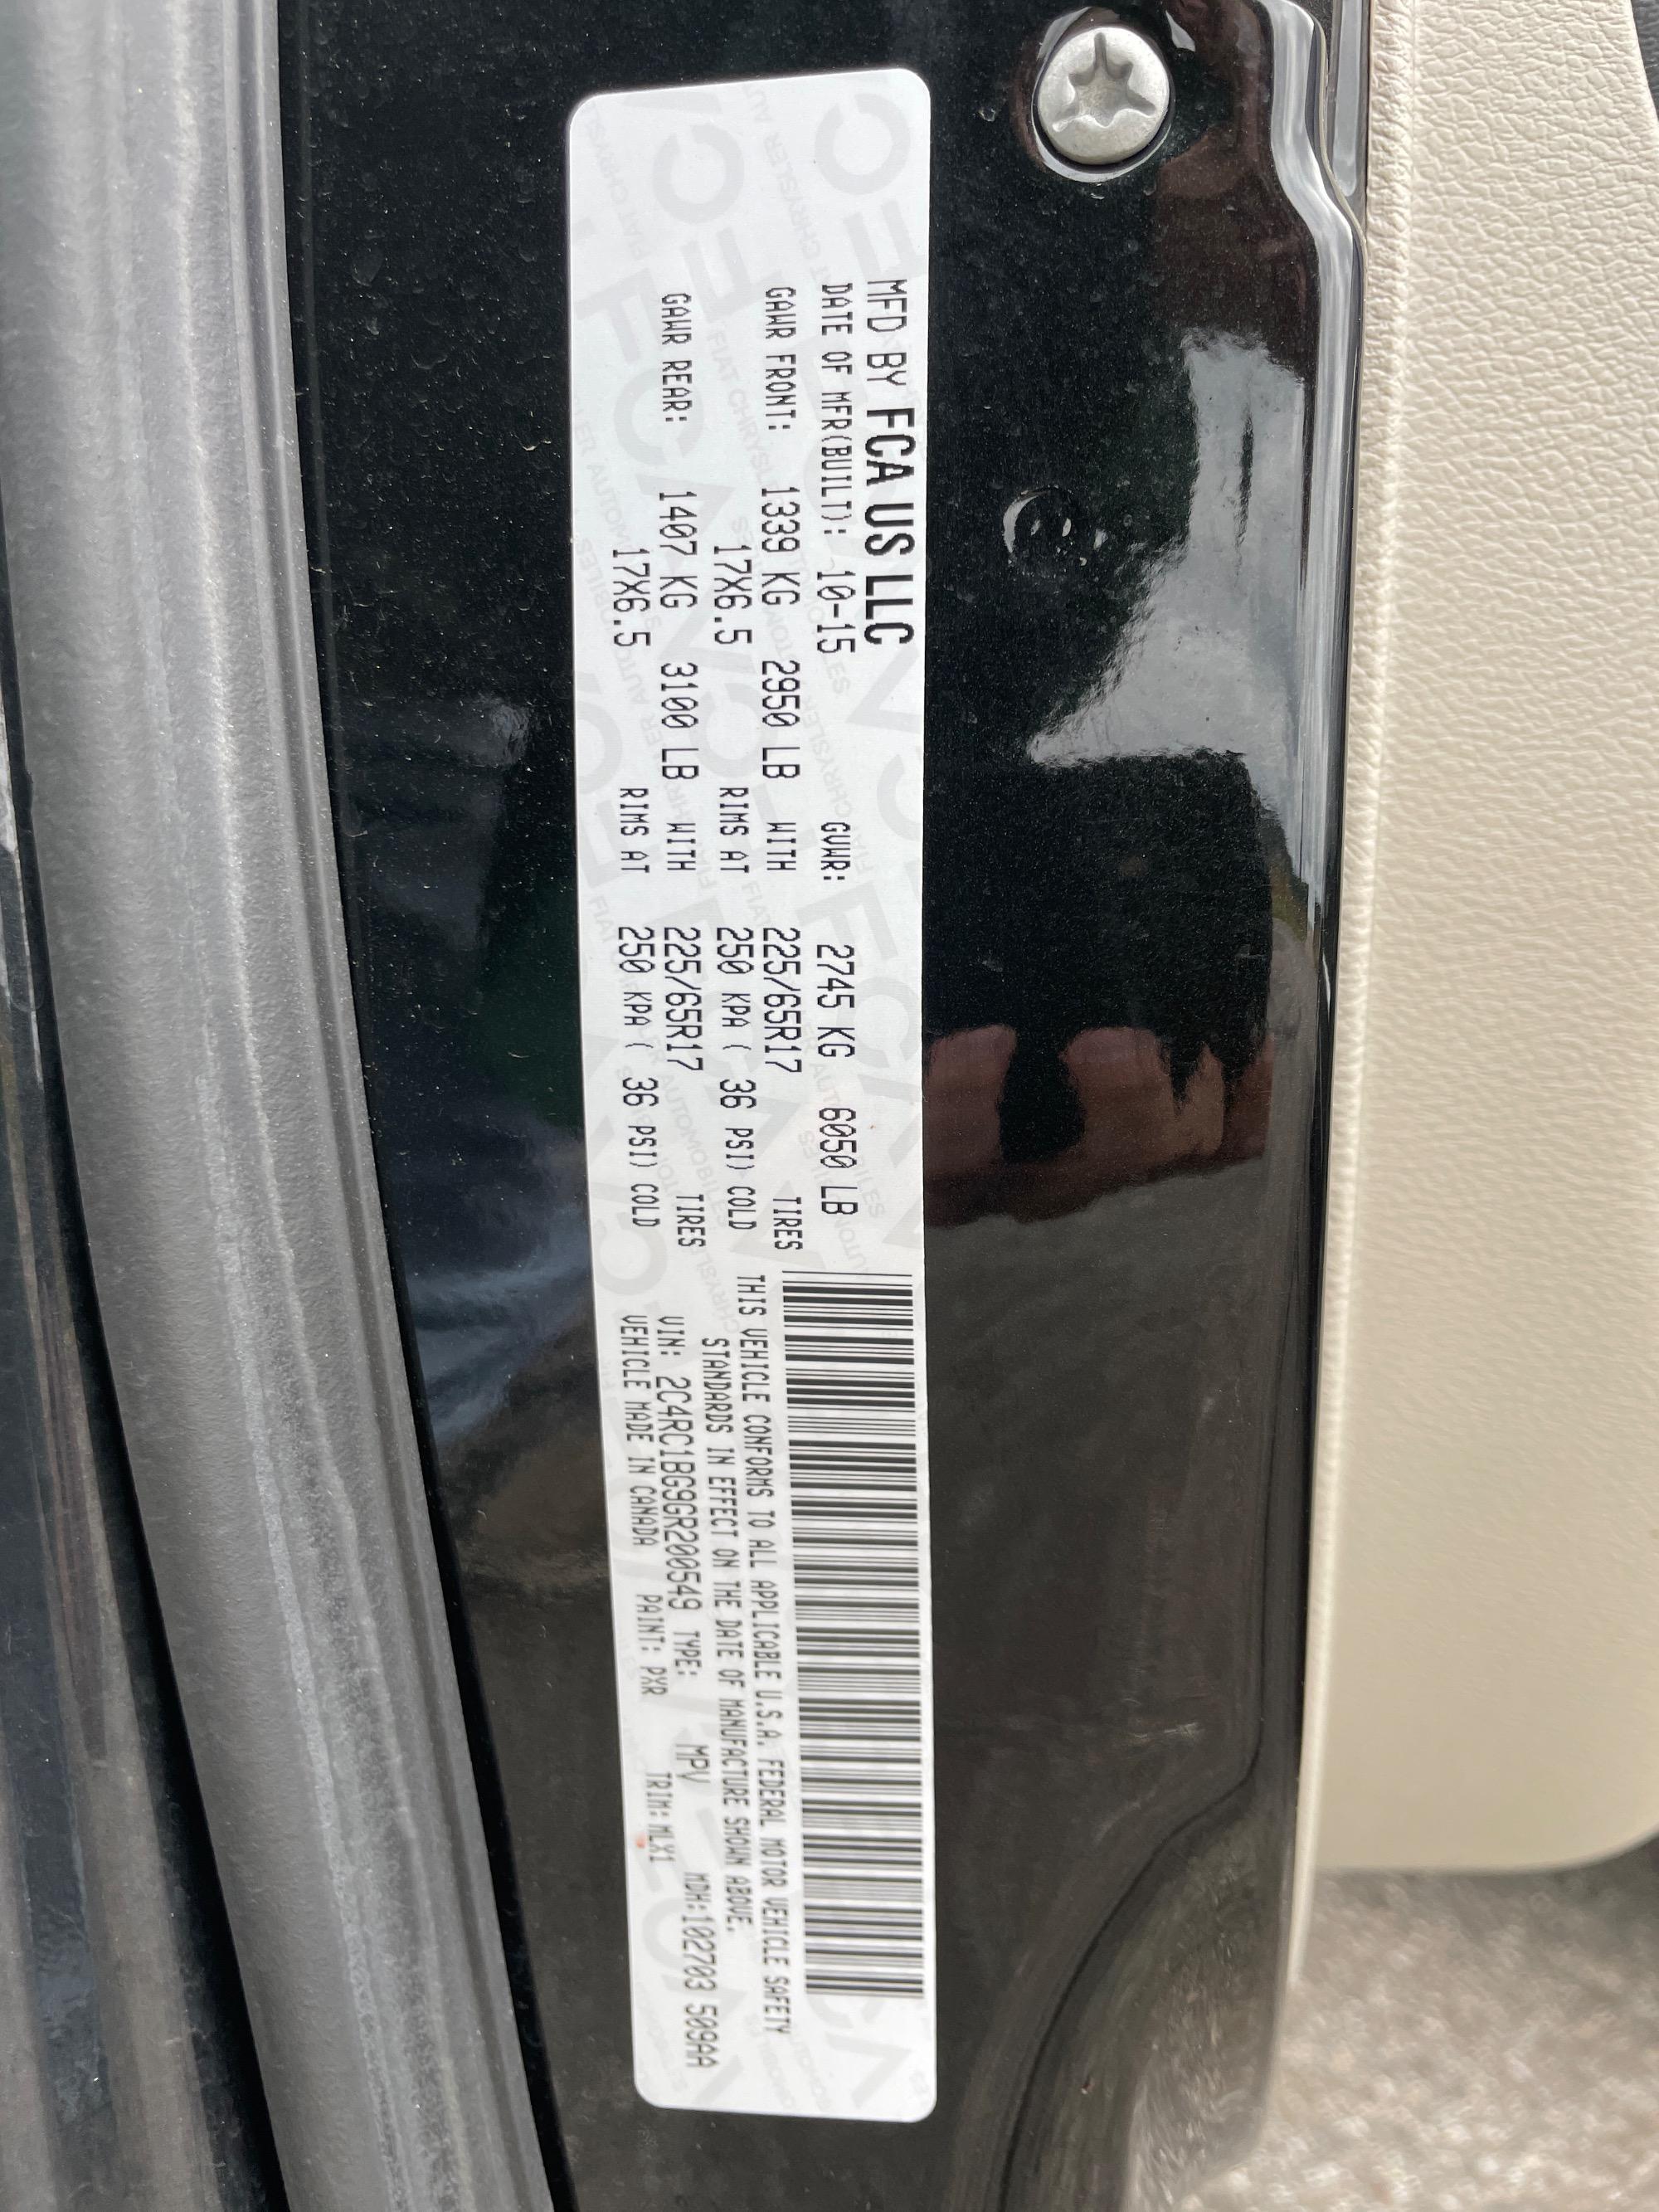 MFD BY FCA US LLC
DATE OF MFR(BUILT): 10-15 GVWR: 2745 KG 6050 LB
GAWR FRONT: 1339 KG 2950 LB WITH 225/65R17 TIRES
17X6.5 RIMS AT 250 KPA ( 36 PSI) COLD
GAWR REAR: 1407 KG 3100 LB WITH 225/65R17 TIRES
17X6.5 RIMS AT 250 KPA ( 36 PSI) COLD
THIS VEHICLE CONFORMS TO ALL APPLICABLE U.S.A. FEDERAL MOTOR VEHICLE SAFETY
STANDARDS IN EFFECT ON THE DATE OF MANUFACTURE SHOWN ABOVE.
VIN: 2C4RC1BG9GR200549 TYPE: MPV MDH:102703 509AA
VEHICLE MADE IN CANADA PAINT: PXR TRIM:MLX1